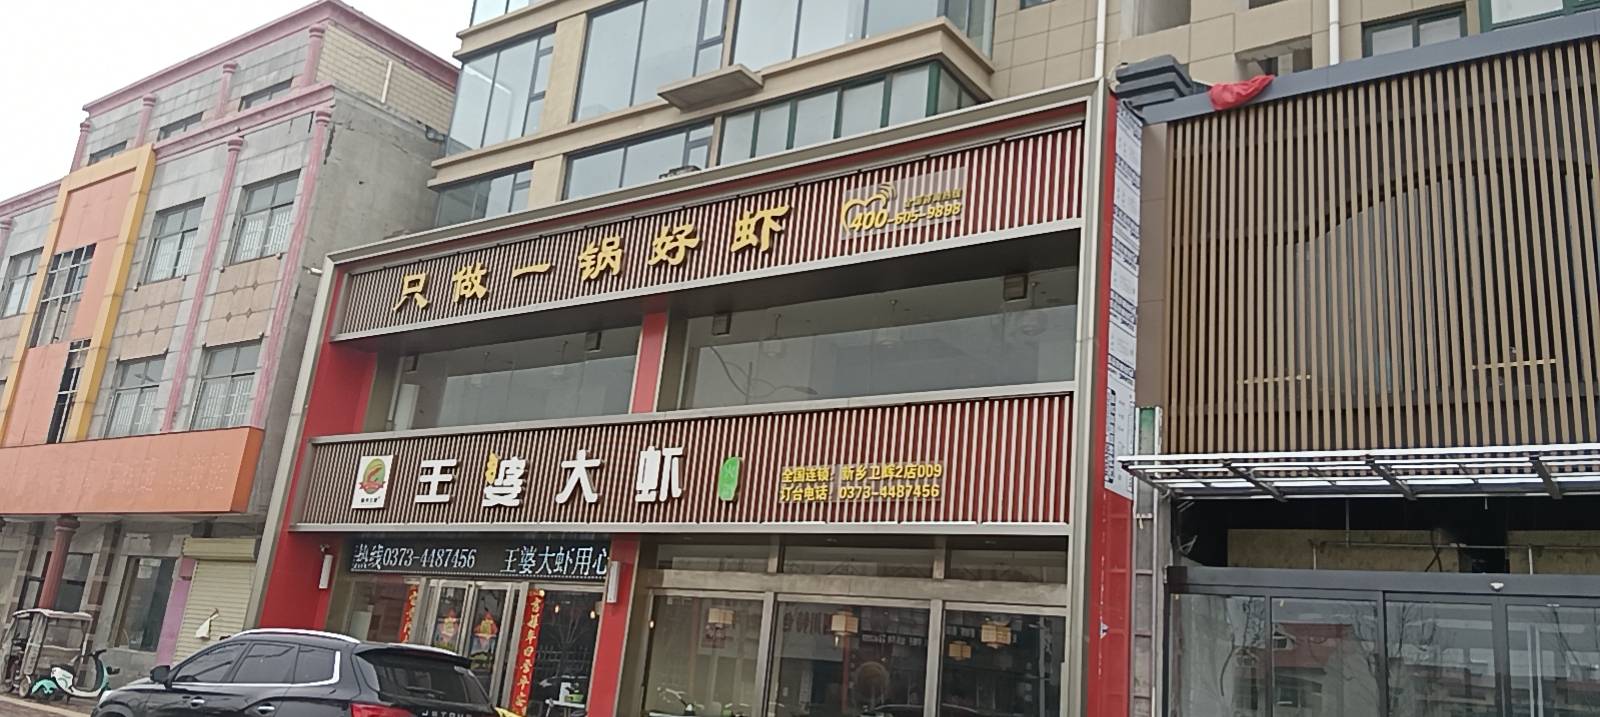 只做一锅好虾
400-605-9898
王婆大虾
全国连锁：新乡卫辉2店009
订台电话：0373-4487456
热线0373-4487456 王婆大虾用心